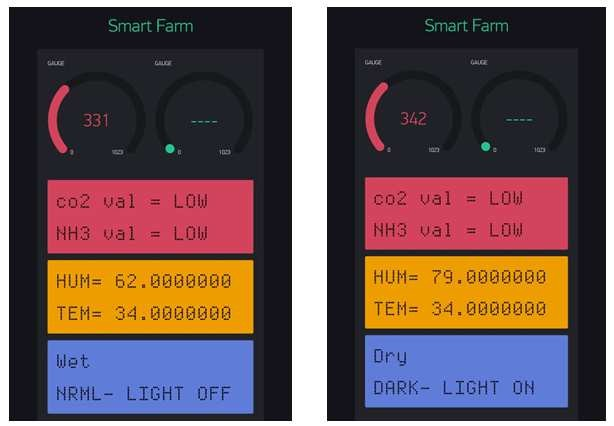 Smart Farm
GAUGE GAUGE
331 ----
0 1023 0 1023
co2 val = LOW
NH3 val = LOW
HUM= 62.0000000
TEM= 34.0000000
Wet
NRML- LIGHT OFF
Smart Farm
GAUGE GAUGE
342 ----
0 1023 0 1023
co2 val = LOW
NH3 val = LOW
HUM= 79.0000000
TEM= 34.0000000
Dry
DARK- LIGHT ON